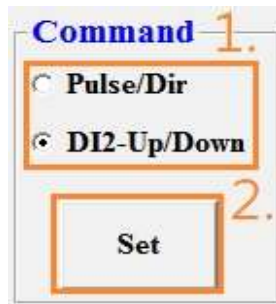 Command
1.
Pulse/Dir
DI2-Up/Down
2.
Set